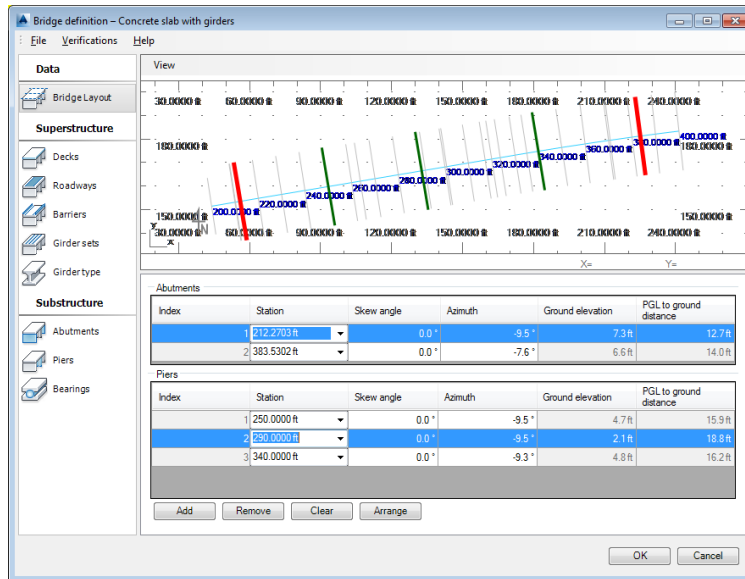 Bridge definition – Concrete slab with girders
File Verifications Help
Data
Bridge Layout
Superstructure
Decks
Roadways
Barriers
Girder sets
Girder type
Substructure
Abutments
Piers
Bearings
View
30.0000 ft 60.0000 ft 90.0000 ft 120.0000 ft 150.0000 ft 180.0000 ft 210.0000 ft 240.0000 ft
180.0000 ft 180.0000 ft
200.0000 ft 220.0000 ft 240.0000 ft 260.0000 ft 280.0000 ft 300.0000 ft 320.0000 ft 340.0000 ft 360.0000 ft 380.0000 ft 400.0000 ft
150.0000 ft 150.0000 ft
Y
N
X
30.0000 ft 60.0000 ft 90.0000 ft 120.0000 ft 150.0000 ft 180.0000 ft 210.0000 ft 240.0000 ft
X= Y=
Abutments
Index Station Skew angle Azimuth Ground elevation PGL to ground distance
1 212.2703 ft 0.0 ° -9.5 ° 7.3 ft 12.7 ft
2 383.5302 ft 0.0 ° -7.6 ° 6.6 ft 14.0 ft
Piers
Index Station Skew angle Azimuth Ground elevation PGL to ground distance
1 250.0000 ft 0.0 ° -9.5 ° 4.7 ft 15.9 ft
2 290.0000 ft 0.0 ° -9.5 ° 2.1 ft 18.8 ft
3 340.0000 ft 0.0 ° -9.3 ° 4.8 ft 16.2 ft
Add Remove Clear Arrange
OK Cancel